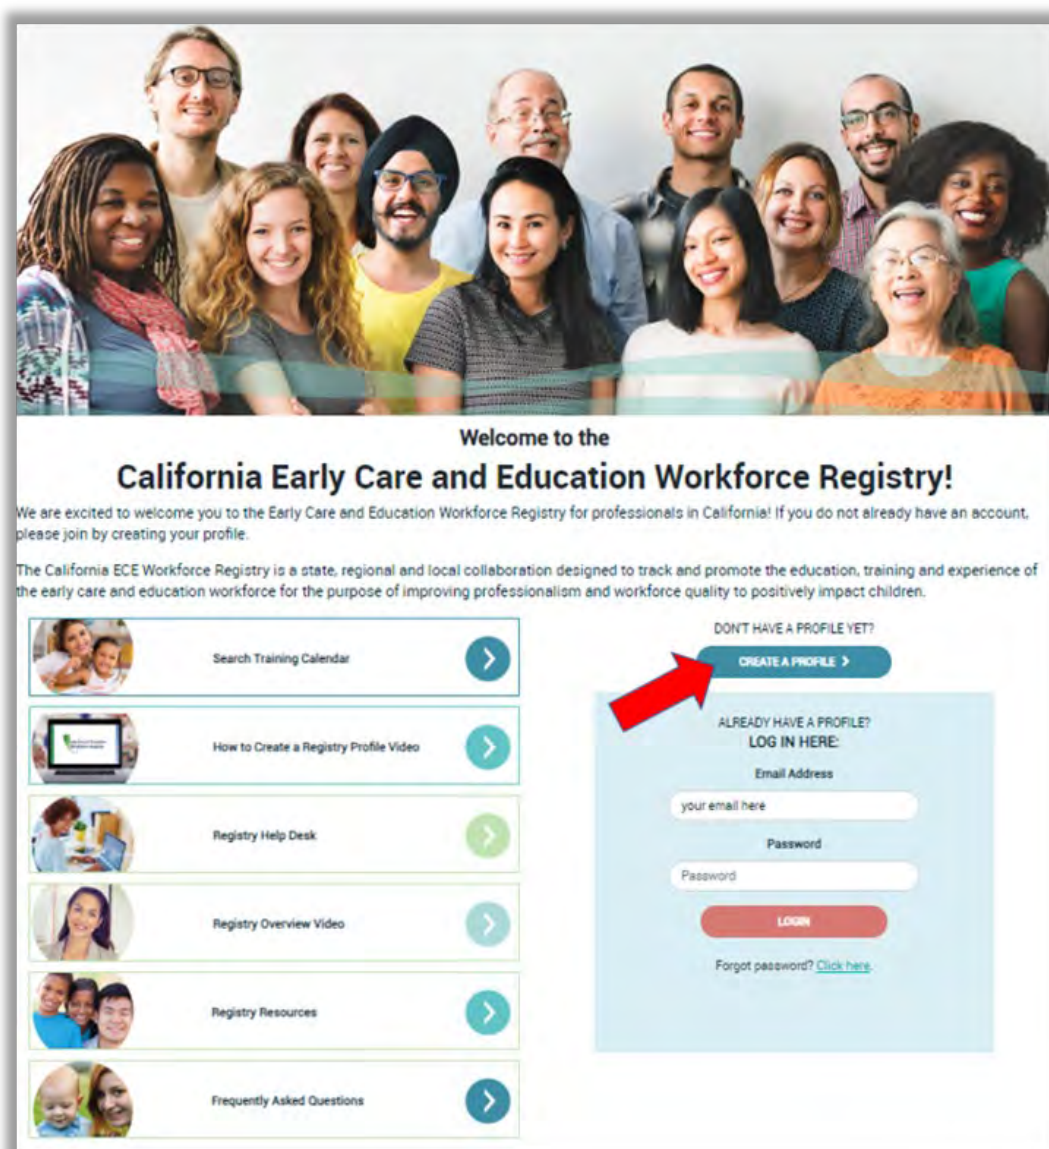 Welcome to the
California Early Care and Education Workforce Registry!
We are excited to welcome you to the Early Care and Education Workforce Registry for professionals in California! If you do not already have an account,
please join by creating your profile.
The California ECE Workforce Registry is a state, regional and local collaboration designed to track and promote the education, training and experience of
the early care and education workforce for the purpose of improving professionalism and workforce quality to positively impact children.
Search Training Calendar
How to Create a Registry Profile Video
Registry Help Desk
Registry Overview Video
Registry Resources
Frequently Asked Questions
DON'T HAVE A PROFILE YET?
CREATE A PROFILE
ALREADY HAVE A PROFILE?
LOG IN HERE:
Email Address
your email here
Password
Password
LOGIN
Forgot password? Click here.